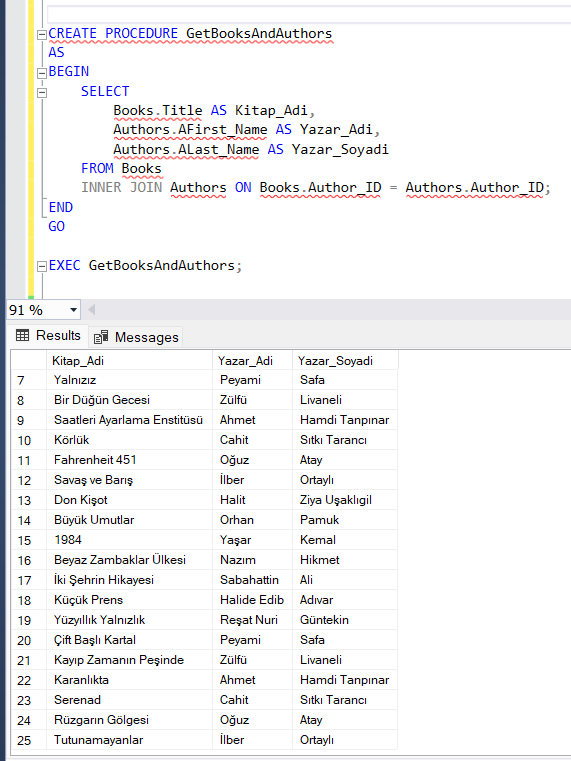 CREATE PROCEDURE GetBooksAndAuthors
AS
BEGIN
SELECT
Books.Title AS Kitap_Adi,
Authors.AFirst_Name AS Yazar_Adi,
Authors.ALast_Name AS Yazar_Soyadi
FROM Books
INNER JOIN Authors ON Books.Author_ID = Authors.Author_ID;
END
GO
EXEC GetBooksAndAuthors;
91 %
Results Messages
Kitap_Adi Yazar_Adi Yazar_Soyadi
7 Yalnızız Peyami Safa
8 Bir Düğün Gecesi Zülfü Livaneli
9 Saatleri Ayarlama Enstitüsü Ahmet Hamdi Tanpınar
10 Körlük Cahit Sıtkı Tarancı
11 Fahrenheit 451 Oğuz Atay
12 Savaş ve Barış İlber Ortaylı
13 Don Kişot Halit Ziya Uşaklıgil
14 Büyük Umutlar Orhan Pamuk
15 1984 Yaşar Kemal
16 Beyaz Zambaklar Ülkesi Nazım Hikmet
17 İki Şehrin Hikayesi Sabahattin Ali
18 Küçük Prens Halide Edib Adıvar
19 Yüzyıllık Yalnızlık Reşat Nuri Güntekin
20 Çift Başlı Kartal Peyami Safa
21 Kayıp Zamanın Peşinde Zülfü Livaneli
22 Karanlıkta Ahmet Hamdi Tanpınar
23 Serenad Cahit Sıtkı Tarancı
24 Rüzgarın Gölgesi Oğuz Atay
25 Tutunamayanlar İlber Ortaylı